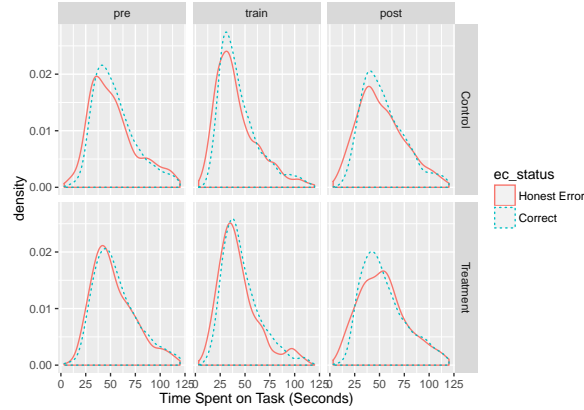 pre train post
0.02
0.01
0.00
Control
0.02
0.01
0.00
Treatment
density
ec_status
Honest Error
Correct
0 25 50 75 100 125 0 25 50 75 100 125 0 25 50 75 100 125
Time Spent on Task (Seconds)